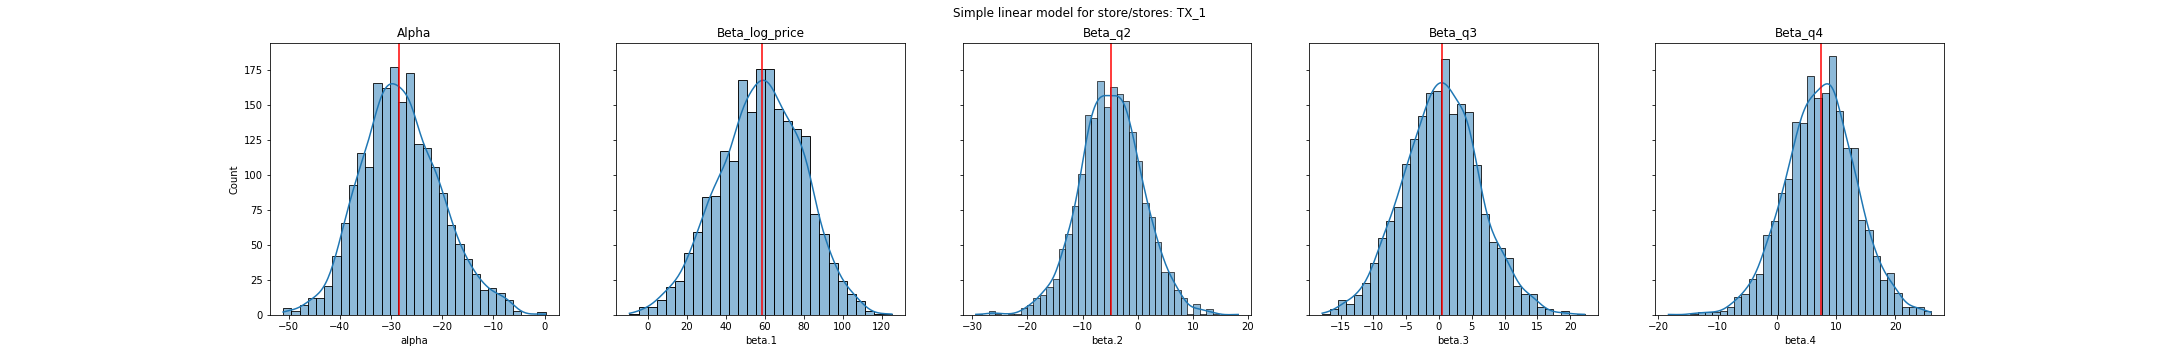 Simple linear model for store/stores: TX_1
Alpha
Beta_log_price
Beta_q2
Beta_q3
Beta_q4
Count
175
150
125
100
75
50
25
0
−50 −40 −30 −20 −10 0
0 20 40 60 80 100 120
−30 −20 −10 0 10 20
−15 −10 −5 0 5 10 15 20
−20 −10 0 10 20
alpha
beta.1
beta.2
beta.3
beta.4